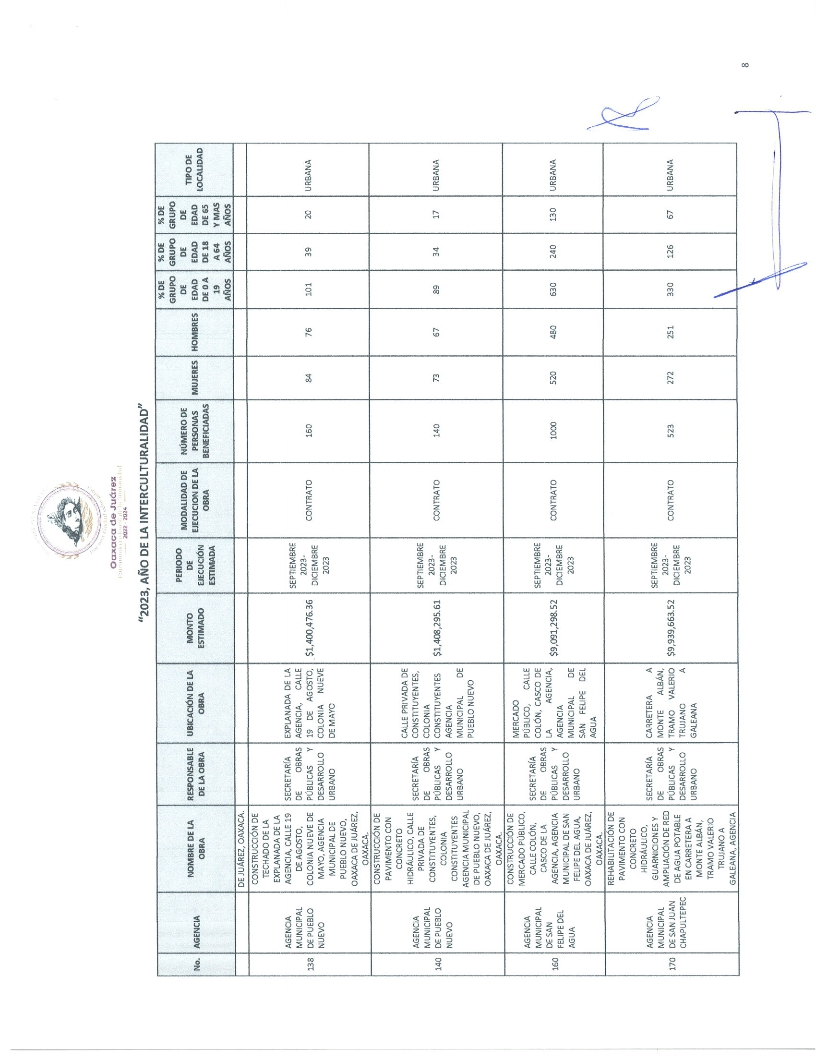 Oaxaca de Juárez
2022 2024
"2023, AÑO DE LA INTERCULTURALIDAD"
No.
AGENCIA
NOMBRE DE LA
OBRA
RESPONSABLE
DE LA OBRA
UBICACIÓN DE LA
OBRA
MONTO
ESTIMADO
PERIODO
DE
EJECUCIÓN
ESTIMADA
MODALIDAD DE
EJECUCION DE LA
OBRA
NÚMERO DE
PERSONAS
BENEFICIADAS
MUJERES
HOMBRES
% DE
GRUPO
DE
EDAD
DE 0 A
19
AÑOS
% DE
GRUPO
DE
EDAD
DE 18
A 64
AÑOS
% DE
GRUPO
DE
EDAD
DE 65
Y MAS
AÑOS
TIPO DE
LOCALIDAD
DE JUÁREZ, OAXACA.
138
AGENCIA
MUNICIPAL
DE PUEBLO
NUEVO
CONSTRUCCIÓN DE
TECHADO DE LA
EXPLANADA DE LA
AGENCIA, CALLE 19
DE AGOSTO,
COLONIA NUEVE DE
MAYO, AGENCIA
MUNICIPAL DE
PUEBLO NUEVO,
OAXACA DE JUÁREZ,
OAXACA.
SECRETARÍA
DE OBRAS
PÚBLICAS Y
DESARROLLO
URBANO
EXPLANADA DE LA
AGENCIA, CALLE
19 DE AGOSTO,
COLONIA NUEVE
DE MAYO
$1,400,476.36
SEPTIEMBRE
2023-
DICIEMBRE
2023
CONTRATO
160
84
76
101
39
20
URBANA
140
AGENCIA
MUNICIPAL
DE PUEBLO
NUEVO
CONSTRUCCIÓN DE
PAVIMENTO CON
CONCRETO
HIDRÁULICO, CALLE
PRIVADA DE
CONSTITUYENTES,
COLONIA
CONSTITUYENTES
AGENCIA MUNICIPAL
DE PUEBLO NUEVO,
OAXACA DE JUÁREZ,
OAXACA.
SECRETARÍA
DE OBRAS
PÚBLICAS Y
DESARROLLO
URBANO
CALLE PRIVADA DE
CONSTITUYENTES,
COLONIA
CONSTITUYENTES
AGENCIA
MUNICIPAL DE
PUEBLO NUEVO
$1,408,295.61
SEPTIEMBRE
2023-
DICIEMBRE
2023
CONTRATO
140
73
67
89
34
17
URBANA
160
AGENCIA
MUNICIPAL
DE SAN
FELIPE DEL
AGUA
CONSTRUCCIÓN DE
MERCADO PÚBLICO,
CALLE COLÓN,
CASCO DE LA
AGENCIA, AGENCIA
MUNICIPAL DE SAN
FELIPE DEL AGUA,
OAXACA DE JUÁREZ,
OAXACA.
SECRETARÍA
DE OBRAS
PÚBLICAS Y
DESARROLLO
URBANO
MERCADO
PÚBLICO, CALLE
COLÓN, CASCO DE
LA AGENCIA,
AGENCIA
MUNICIPAL DE
SAN FELIPE DEL
AGUA
$9,091,298.52
SEPTIEMBRE
2023-
DICIEMBRE
2023
CONTRATO
1000
520
480
630
240
130
URBANA
170
AGENCIA
MUNICIPAL
DE SAN JUAN
CHAPULTEPEC
REHABILITACIÓN DE
PAVIMENTO CON
CONCRETO
HIDRÁULICO,
GUARNICIONES Y
AMPLIACIÓN DE RED
DE AGUA POTABLE
EN CARRETERA A
MONTE ALBÁN,
TRAMO VALERIO
TRUJANO A
GALEANA, AGENCIA
SECRETARÍA
DE OBRAS
PÚBLICAS Y
DESARROLLO
URBANO
CARRETERA A
MONTE ALBÁN,
TRAMO VALERIO
TRUJANO A
GALEANA
$9,939,663.52
SEPTIEMBRE
2023-
DICIEMBRE
2023
CONTRATO
523
272
251
330
126
67
URBANA
8